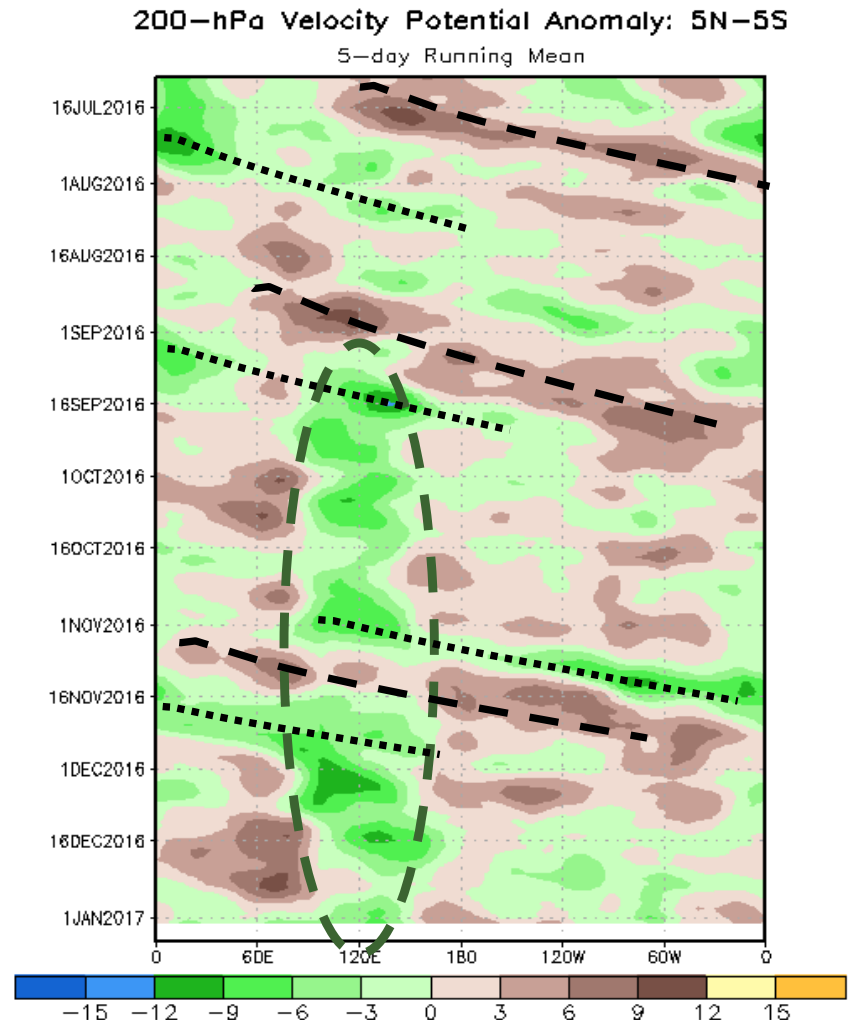 200-hPa Velocity Potential Anomaly: 5N-5S
5-day Running Mean
16JUL2016
1AUG2016
16AUG2016
1SEP2016
16SEP2016
1OCT2016
16OCT2016
1NOV2016
16NOV2016
1DEC2016
16DEC2016
1JAN2017
0 60E 120E 180 120W 60W 0
-15 -12 -9 -6 -3 0 3 6 9 12 15